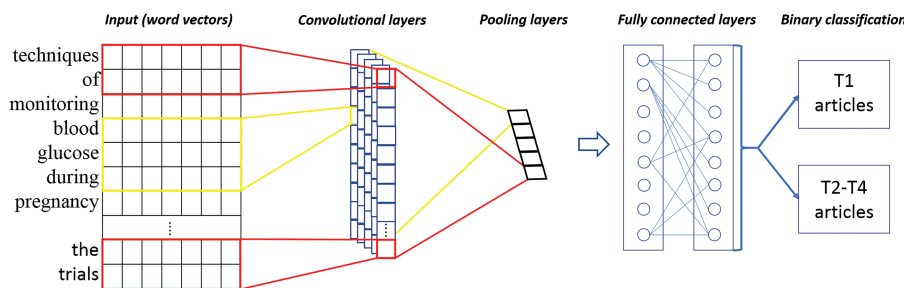 Input (word vectors)
Convolutional layers
Pooling layers
Fully connected layers
Binary classification
techniques
of
monitoring
blood
glucose
during
pregnancy
the
trials
T1
articles
T2-T4
articles